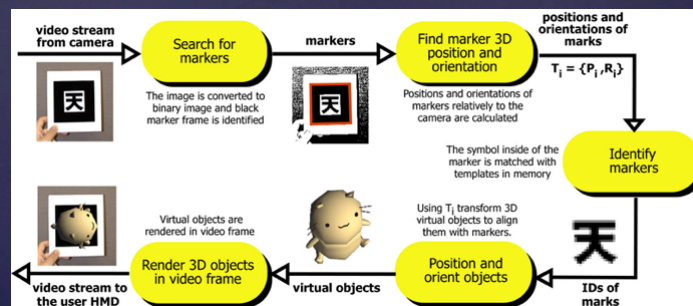 video stream
from camera
Search for
markers
markers
Find marker 3D
position and
orientation
positions and
orientations of
marks
Tᵢ = {Pᵢ,Rᵢ}
The image is converted to
binary image and black
marker frame is identified
天
天
Positions and orientations of
markers relatively to the
camera are calculated
The symbol inside of the
marker is matched with
templates in memory
Identify
markers
Virtual objects are
rendered in video frame
Using Tᵢ transform 3D
virtual objects to align
them with markers.
天
Render 3D objects
in video frame
Position and
orient objects
video stream to
the user HMD
virtual objects
IDs of
marks